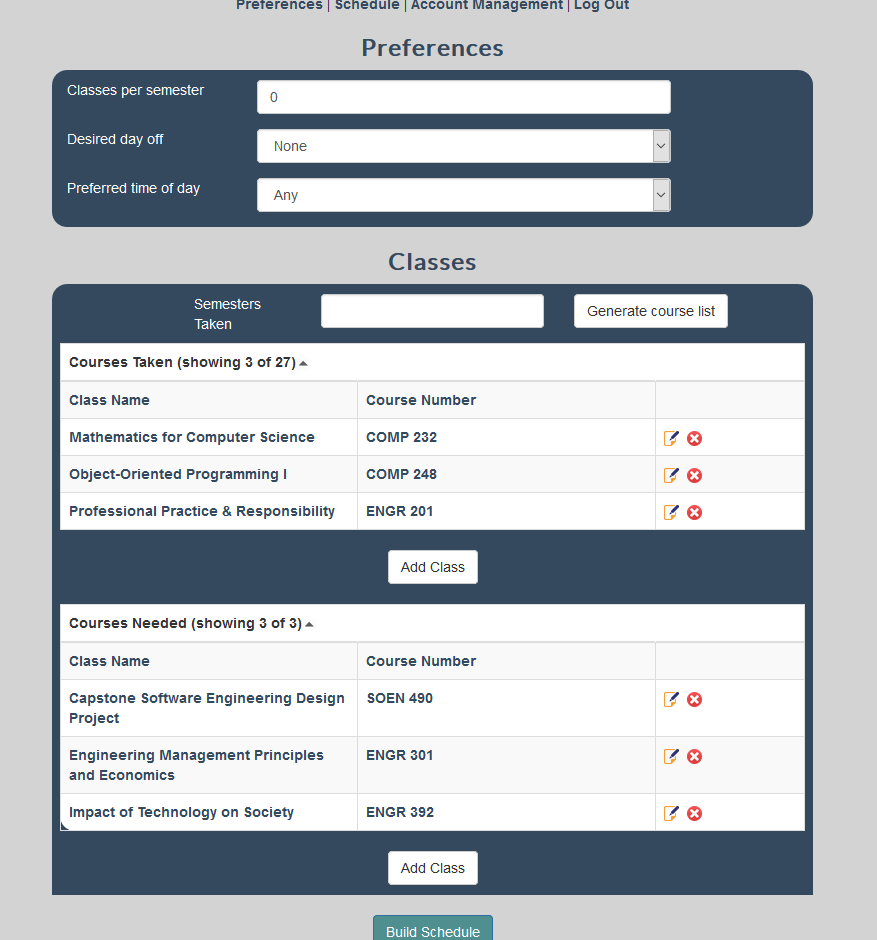 Preferences | Schedule | Account Management | Log Out
Preferences
Classes per semester
0
Desired day off
None
Preferred time of day
Any
Classes
Semesters
Taken
Generate course list
Courses Taken (showing 3 of 27)
Class Name Course Number
Mathematics for Computer Science COMP 232
Object-Oriented Programming I COMP 248
Professional Practice & Responsibility ENGR 201
Add Class
Courses Needed (showing 3 of 3)
Class Name Course Number
Capstone Software Engineering Design SOEN 490
Project
Engineering Management Principles ENGR 301
and Economics
Impact of Technology on Society ENGR 392
Add Class
Build Schedule